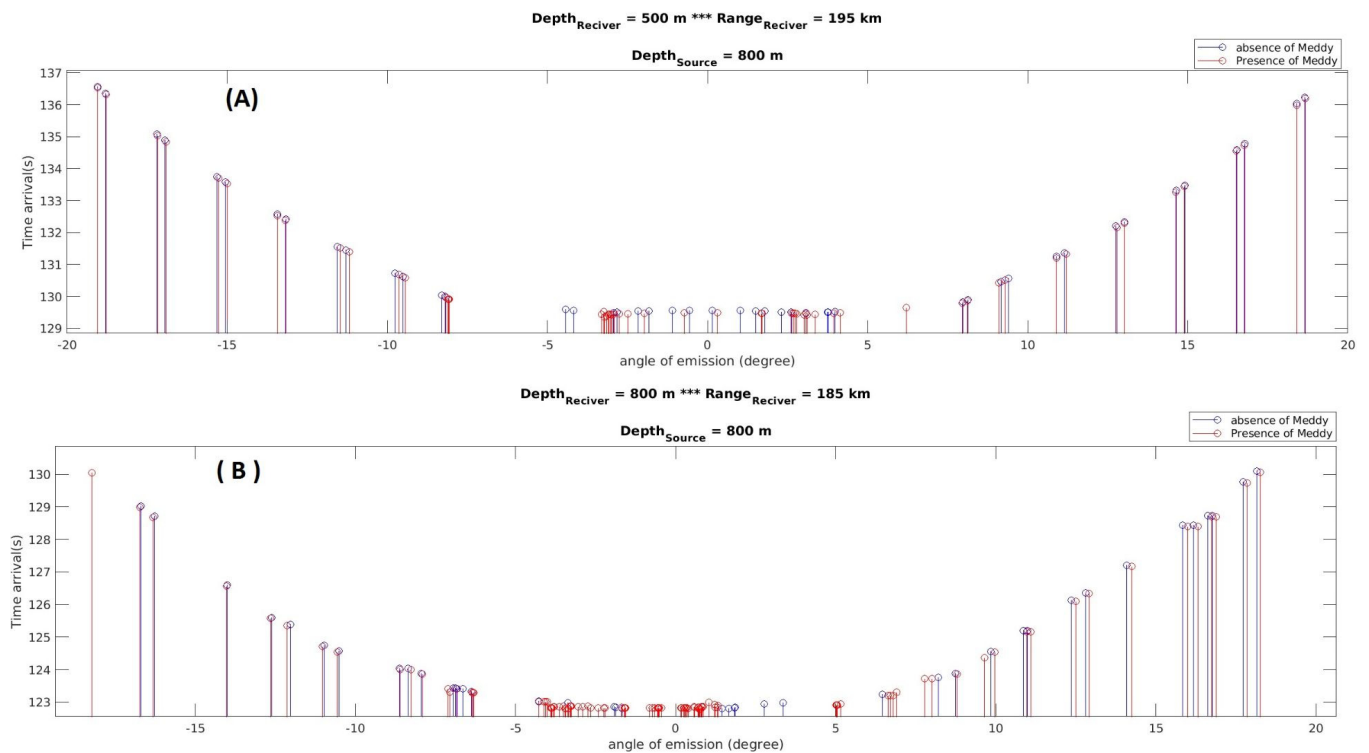 Depth_Reciver = 500 m *** Range_Reciver = 195 km
Depth_Source = 800 m
absence of Meddy
Presence of Meddy
(A)
Time arrival(s)
137
136
135
134
133
132
131
130
129
-20 -15 -10 -5 0 5 10 15 20
angle of emission (degree)
Depth_Reciver = 800 m *** Range_Reciver = 185 km
Depth_Source = 800 m
absence of Meddy
Presence of Meddy
( B )
Time arrival(s)
130
129
128
127
126
125
124
123
-15 -10 -5 0 5 10 15 20
angle of emission (degree)